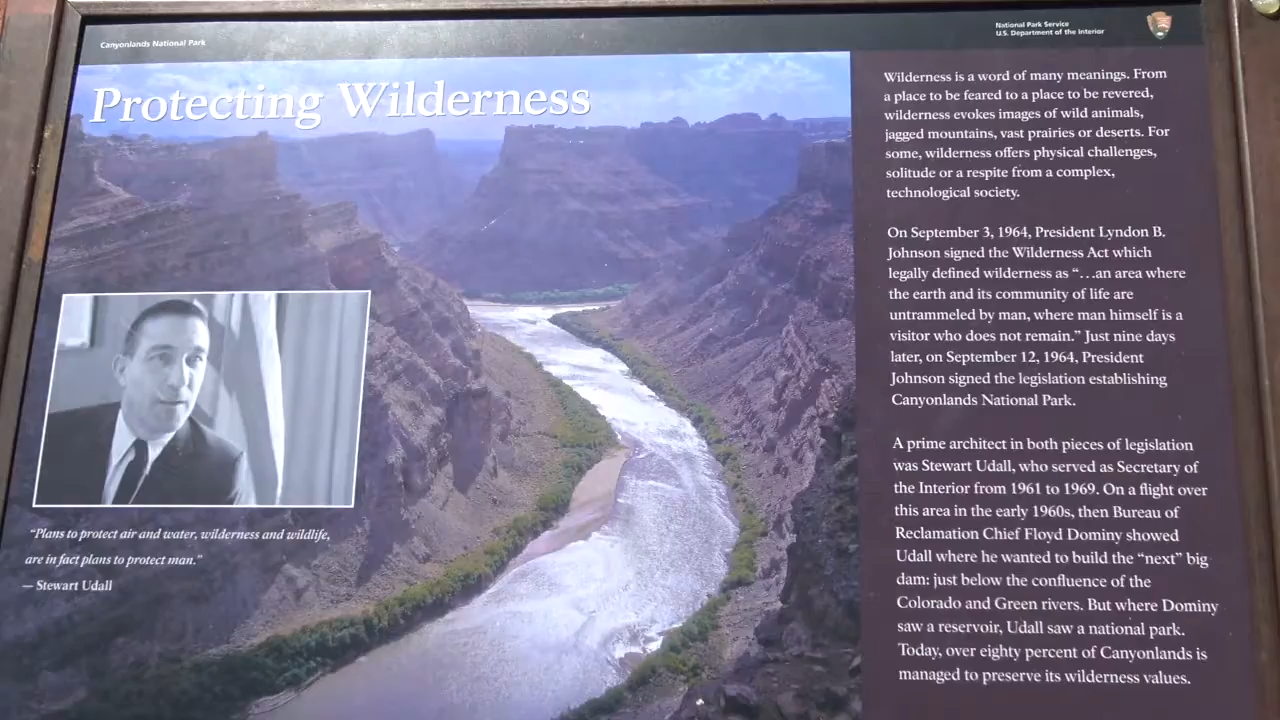 Canyonlands National Park
National Park Service
U.S. Department of the Interior
Protecting Wilderness
Wilderness is a word of many meanings. From
a place to be feared to a place to be revered,
wilderness evokes images of wild animals,
jagged mountains, vast prairies or deserts. For
some, wilderness offers physical challenges,
solitude or a respite from a complex,
technological society.
On September 3, 1964, President Lyndon B.
Johnson signed the Wilderness Act which
legally defined wilderness as “…an area where
the earth and its community of life are
untrammeled by man, where man himself is a
visitor who does not remain.” Just nine days
later, on September 12, 1964, President
Johnson signed the legislation establishing
Canyonlands National Park.
A prime architect in both pieces of legislation
was Stewart Udall, who served as Secretary of
the Interior from 1961 to 1969. On a flight over
this area in the early 1960s, then Bureau of
Reclamation Chief Floyd Dominy showed
Udall where he wanted to build the “next” big
dam: just below the confluence of the
Colorado and Green rivers. But where Dominy
saw a reservoir, Udall saw a national park.
Today, over eighty percent of Canyonlands is
managed to preserve its wilderness values.
“Plans to protect air and water, wilderness and wildlife,
are in fact plans to protect man.”
— Stewart Udall